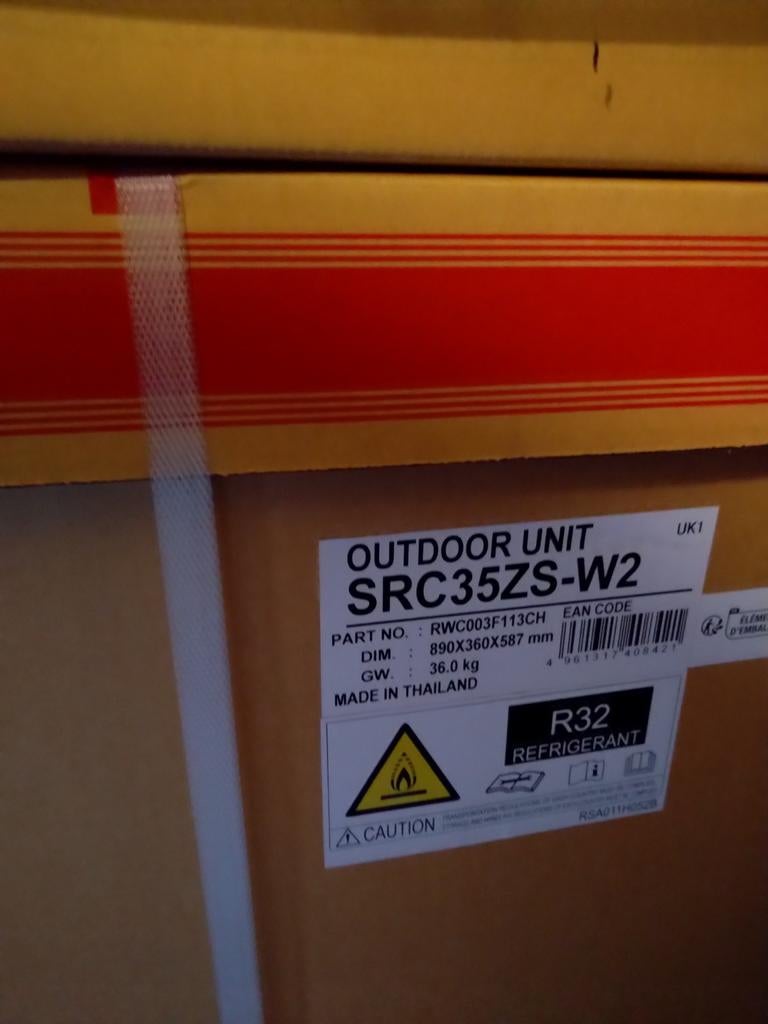 OUTDOOR UNIT
UK1
SRC35ZS-W2
PART NO. : RWC003F113CH
EAN CODE
DIM. : 890X360X587 mm
GW. : 36.0 kg
4 961317 408421
MADE IN THAILAND
R32
REFRIGERANT
CAUTION
RSA011H052B